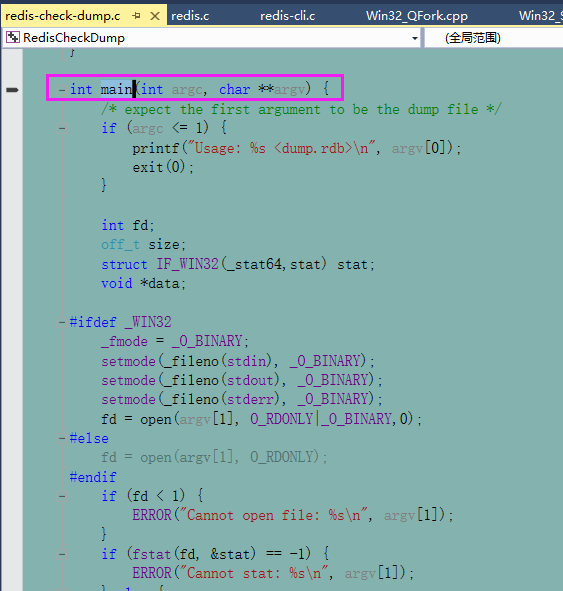 redis-check-dump.c redis.c redis-cli.c Win32_QFork.cpp Win32_S
RedisCheckDump (全局范围)
}
int main(int argc, char **argv) {
/* expect the first argument to be the dump file */
if (argc <= 1) {
printf("Usage: %s <dump.rdb>\n", argv[0]);
exit(0);
}
int fd;
off_t size;
struct IF_WIN32(_stat64,stat) stat;
void *data;
#ifdef _WIN32
_fmode = _O_BINARY;
setmode(_fileno(stdin), _O_BINARY);
setmode(_fileno(stdout), _O_BINARY);
setmode(_fileno(stderr), _O_BINARY);
fd = open(argv[1], O_RDONLY|_O_BINARY,0);
#else
fd = open(argv[1], O_RDONLY);
#endif
if (fd < 1) {
ERROR("Cannot open file: %s\n", argv[1]);
}
if (fstat(fd, &stat) == -1) {
ERROR("Cannot stat: %s\n", argv[1]);